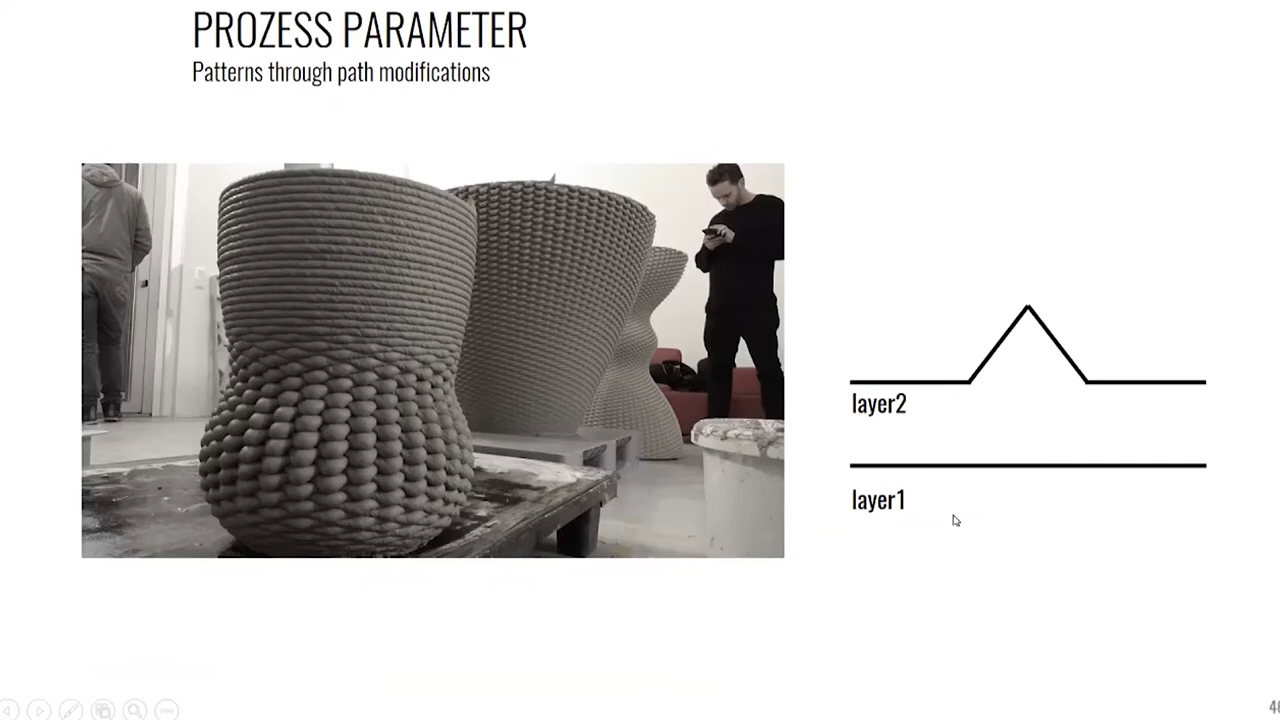 PROZESS PARAMETER
Patterns through path modifications
layer2
layer1